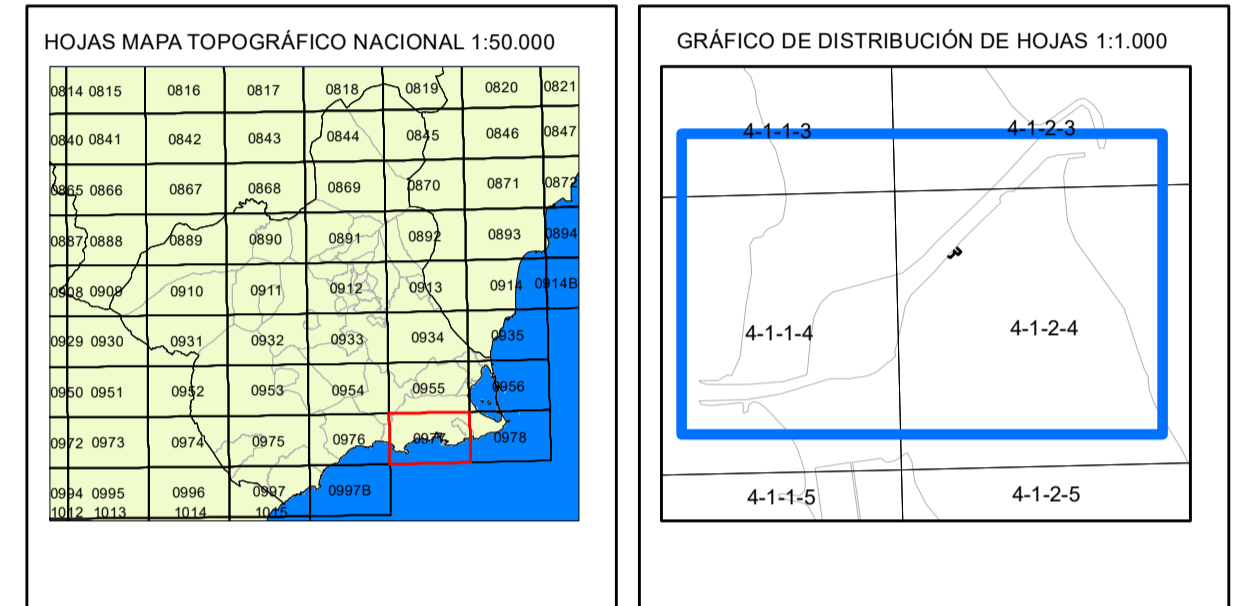 HOJAS MAPA TOPOGRÁFICO NACIONAL 1:50.000
0814 0815 0816 0817 0818 0819 0820 0821
0840 0841 0842 0843 0844 0845 0846 0847
0865 0866 0867 0868 0869 0870 0871 0872
0887 0888 0889 0890 0891 0892 0893 0894
0908 0909 0910 0911 0912 0913 0914 0914B
0929 0930 0931 0932 0933 0934 0935
0950 0951 0952 0953 0954 0955 0956
0972 0973 0974 0975 0976 0977 0978
0994 0995 0996 0997 0997B
1012 1013 1014 1015
GRÁFICO DE DISTRIBUCIÓN DE HOJAS 1:1.000
4-1-1-3 4-1-2-3
4-1-1-4 4-1-2-4
4-1-1-5 4-1-2-5